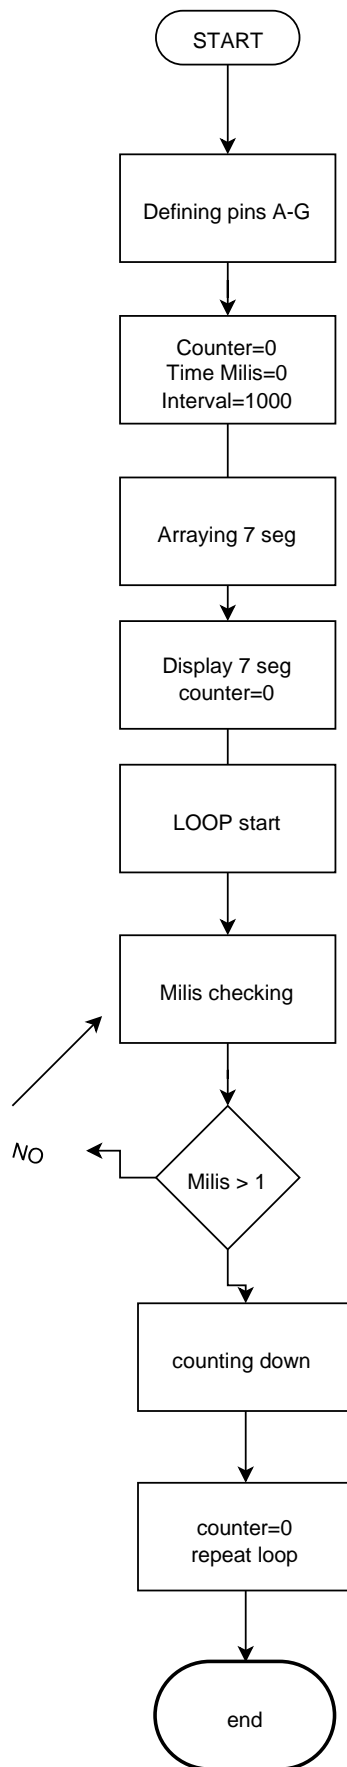 START
Defining pins A-G
Counter=0
Time Milis=0
Interval=1000
Arraying 7 seg
Display 7 seg
counter=0
LOOP start
Milis checking
NO
Milis > 1
counting down
counter=0
repeat loop
end